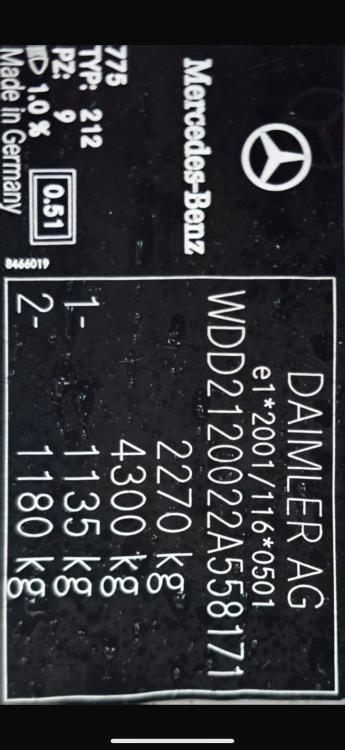 Mercedes-Benz
775
TYP: 212
PZ: 9
1.0 %
0.51
Made in Germany
8466019
DAIMLER AG
e1*2001/116*0501
WDD2120022A558171
2270 kg
4300 kg
1- 1135 kg
2- 1180 kg